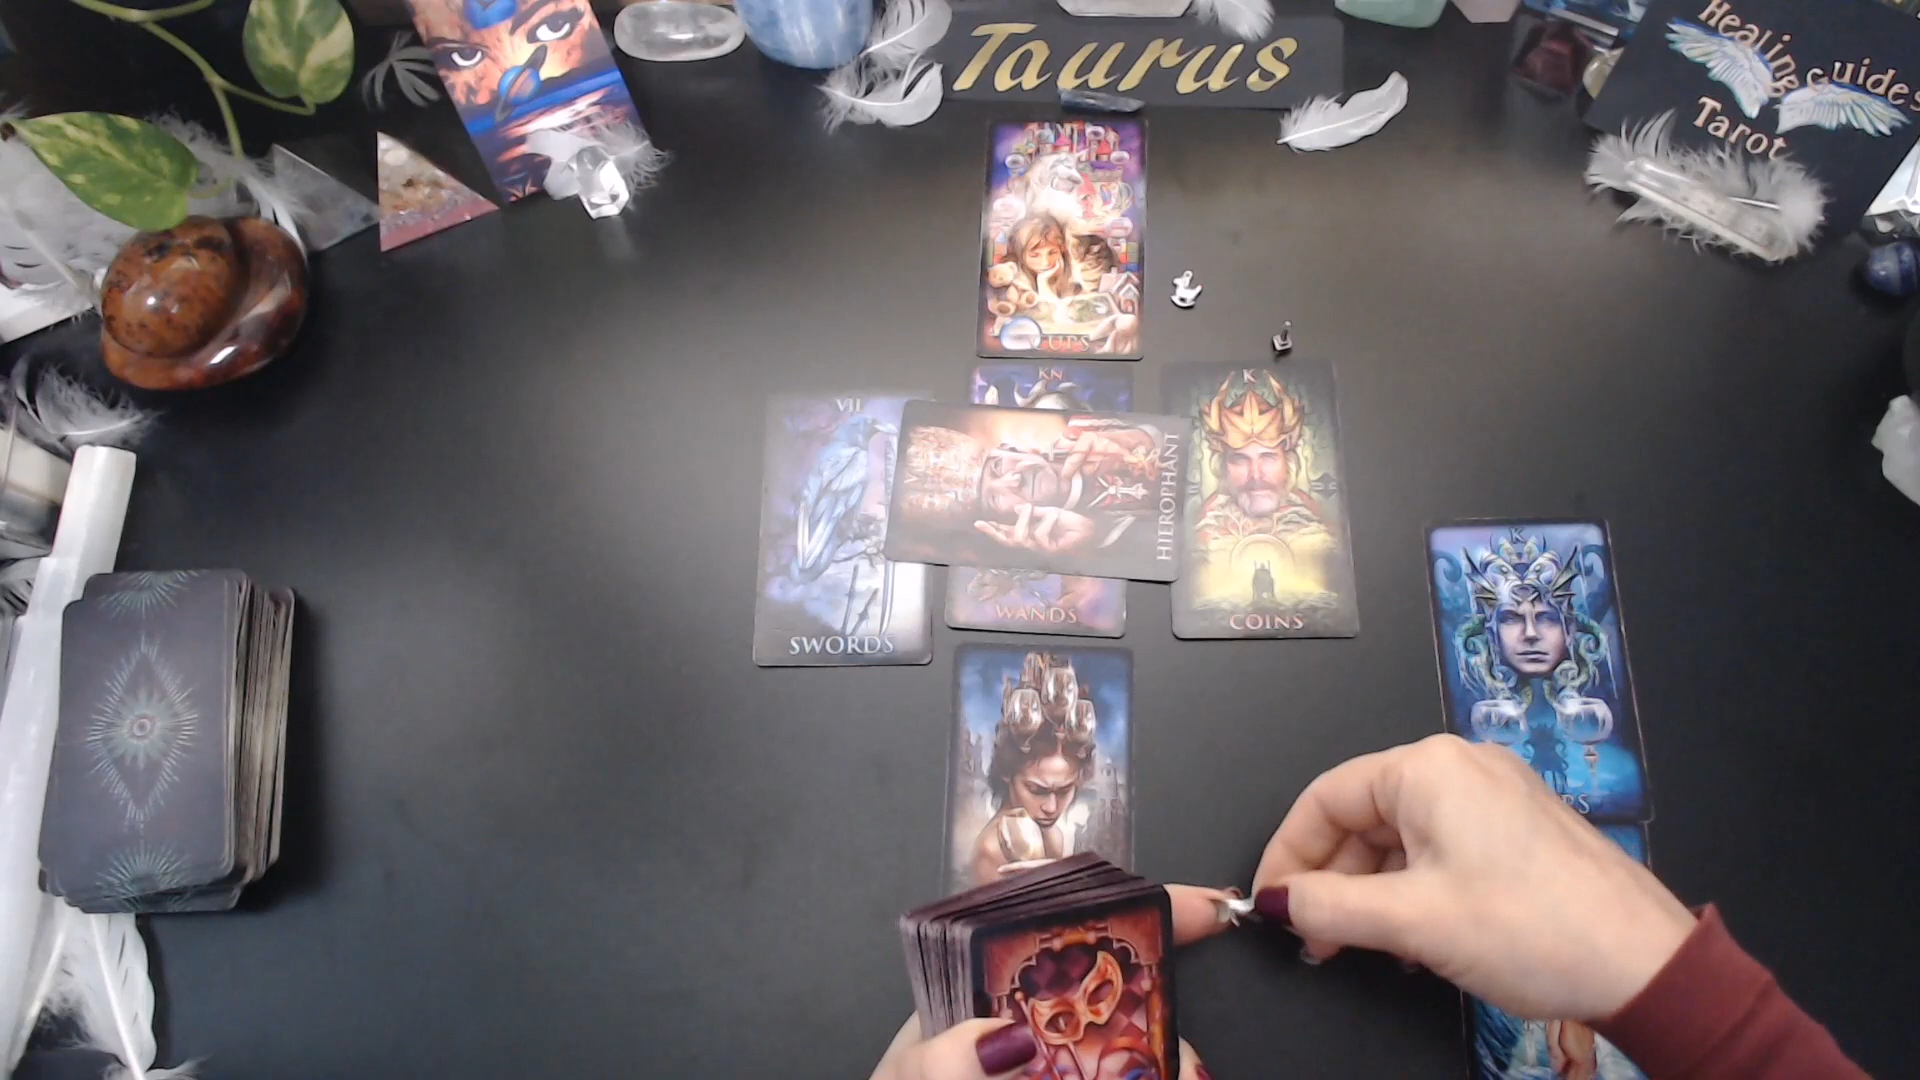 Taurus
Healing
Guides
Tarot
CUPS
KN
WANDS
VII
SWORDS
HIEROPHANT
K
COINS
K